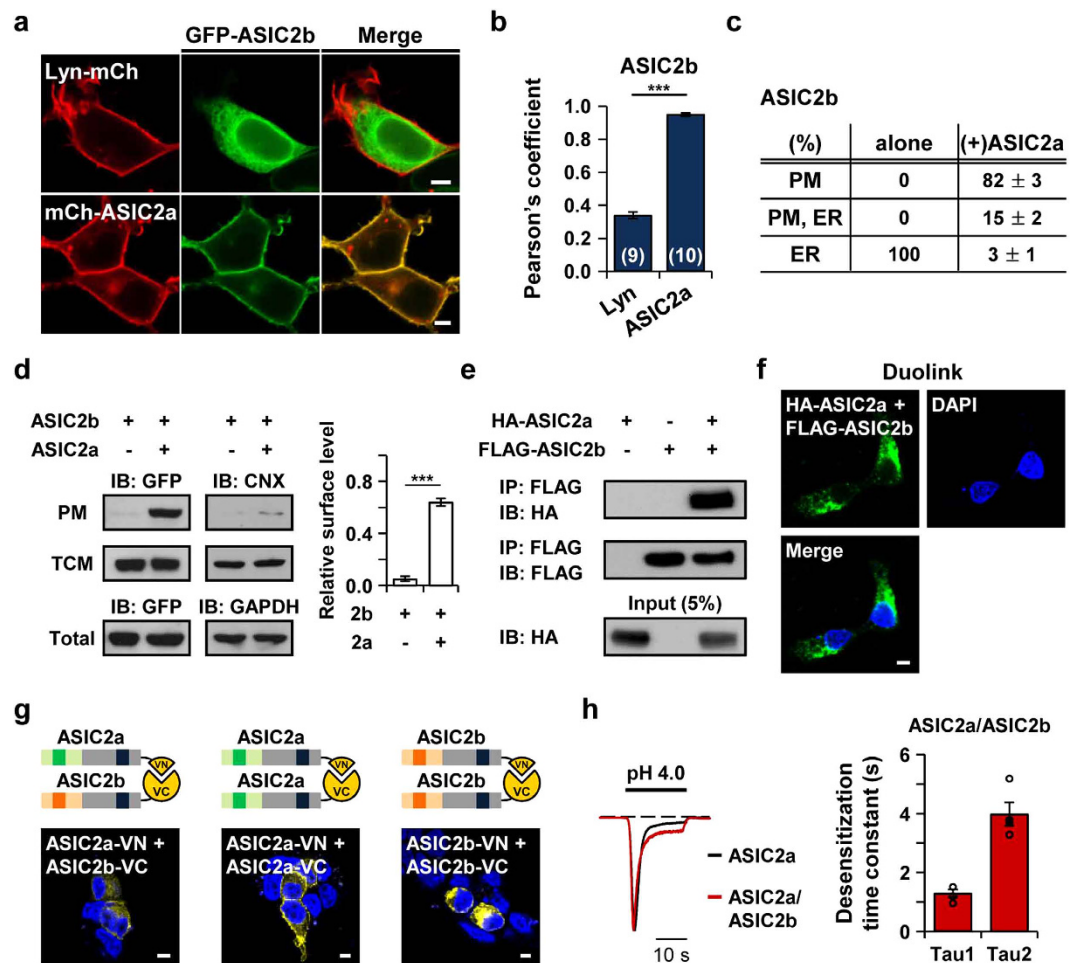 a
GFP-ASIC2b Merge
Lyn-mCh
mCh-ASIC2a
b
ASIC2b
***
Pearson's coefficient
1.0
0.8
0.6
0.4
0.2
0.0
(9) (10)
Lyn ASIC2a
c
ASIC2b
(%) alone (+)ASIC2a
PM 0 82 ± 3
PM, ER 0 15 ± 2
ER 100 3 ± 1
d
ASIC2b + + + +
ASIC2a - + - +
IB: GFP IB: CNX
PM
TCM
IB: GFP IB: GAPDH
Total
Relative surface level
***
0.6
0.3
0.0
2b + +
2a - +
e
HA-ASIC2a + - +
FLAG-ASIC2b - + +
IP: FLAG
IB: HA
IP: FLAG
IB: FLAG
Input (5%)
IB: HA
f
Duolink
HA-ASIC2a +
FLAG-ASIC2b
DAPI
Merge
g
ASIC2a
VN
ASIC2b
VC
ASIC2a
VN
ASIC2a
VC
ASIC2b
VN
ASIC2b
VC
ASIC2a-VN +
ASIC2b-VC
ASIC2a-VN +
ASIC2a-VC
ASIC2b-VN +
ASIC2b-VC
h
pH 4.0
ASIC2a
ASIC2a/
ASIC2b
10 s
ASIC2a/ASIC2b
Desensitization
time constant (s)
6
4
2
0
Tau1 Tau2